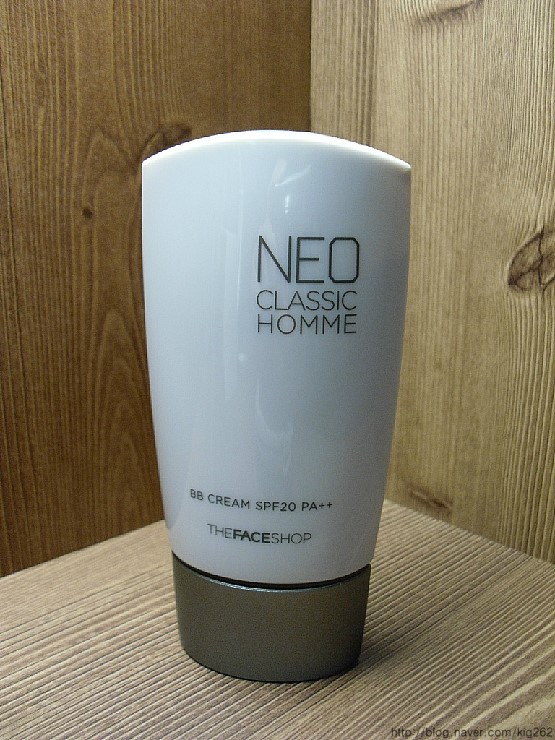 NEO
CLASSIC
HOMME
BB CREAM SPF20 PA++
THEFACESHOP
http://blog.naver.com/kig262